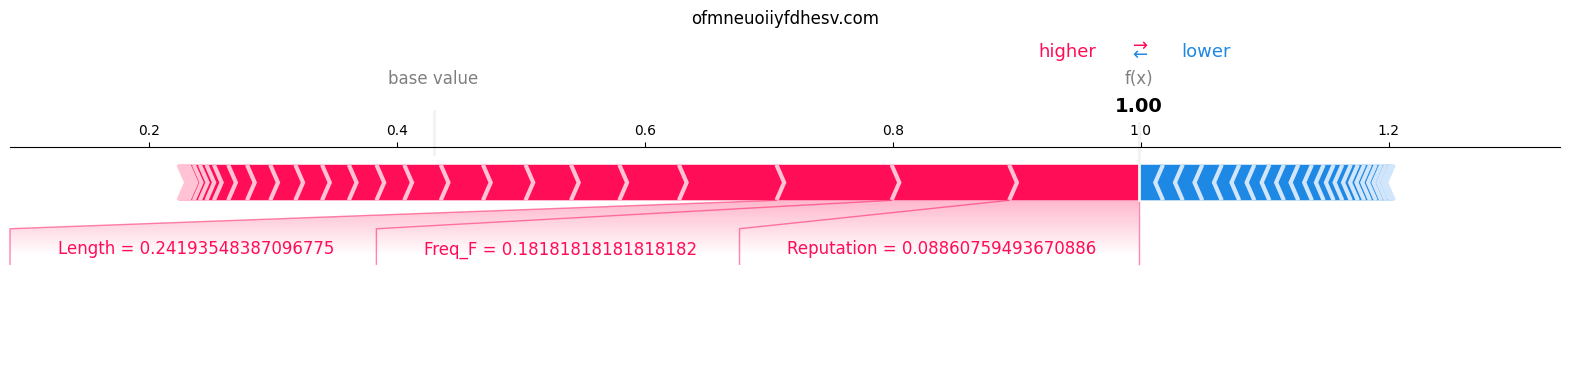 ofmneuoiiyfdhesv.com
higher → ← lower
base value f(x)
1.00
0.2 0.4 0.6 0.8 1.0 1.2
Length = 0.24193548387096775 Freq_F = 0.18181818181818182 Reputation = 0.08860759493670886